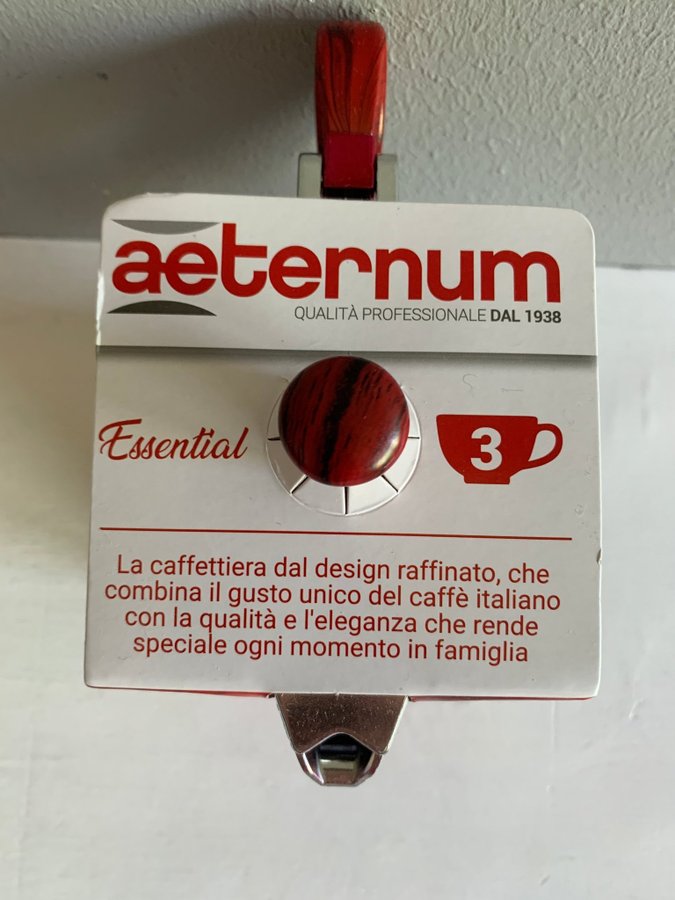 aeternum
QUALITÀ PROFESSIONALE DAL 1938
Essential
3
La caffettiera dal design raffinato, che
combina il gusto unico del caffè italiano
con la qualità e l'eleganza che rende
speciale ogni momento in famiglia